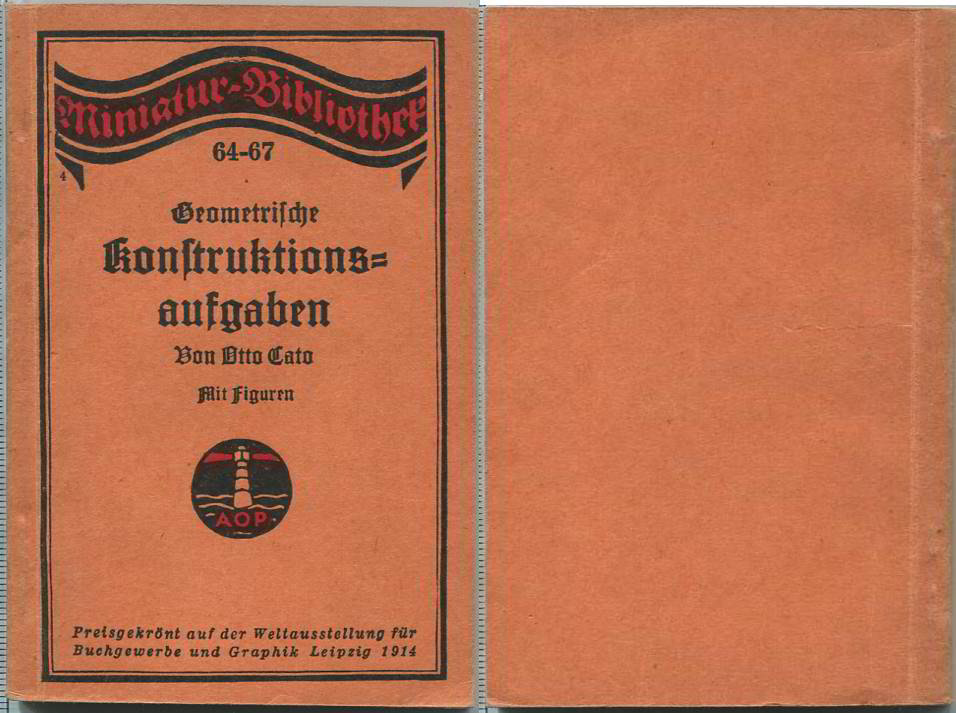 Miniatur-Bibliothek
64-67
4
Geometrische
Konstruktions=
aufgaben
Von Otto Cato
Mit Figuren
A.O.P.
Preisgekrönt auf der Weltausstellung für
Buchgewerbe und Graphik Leipzig 1914